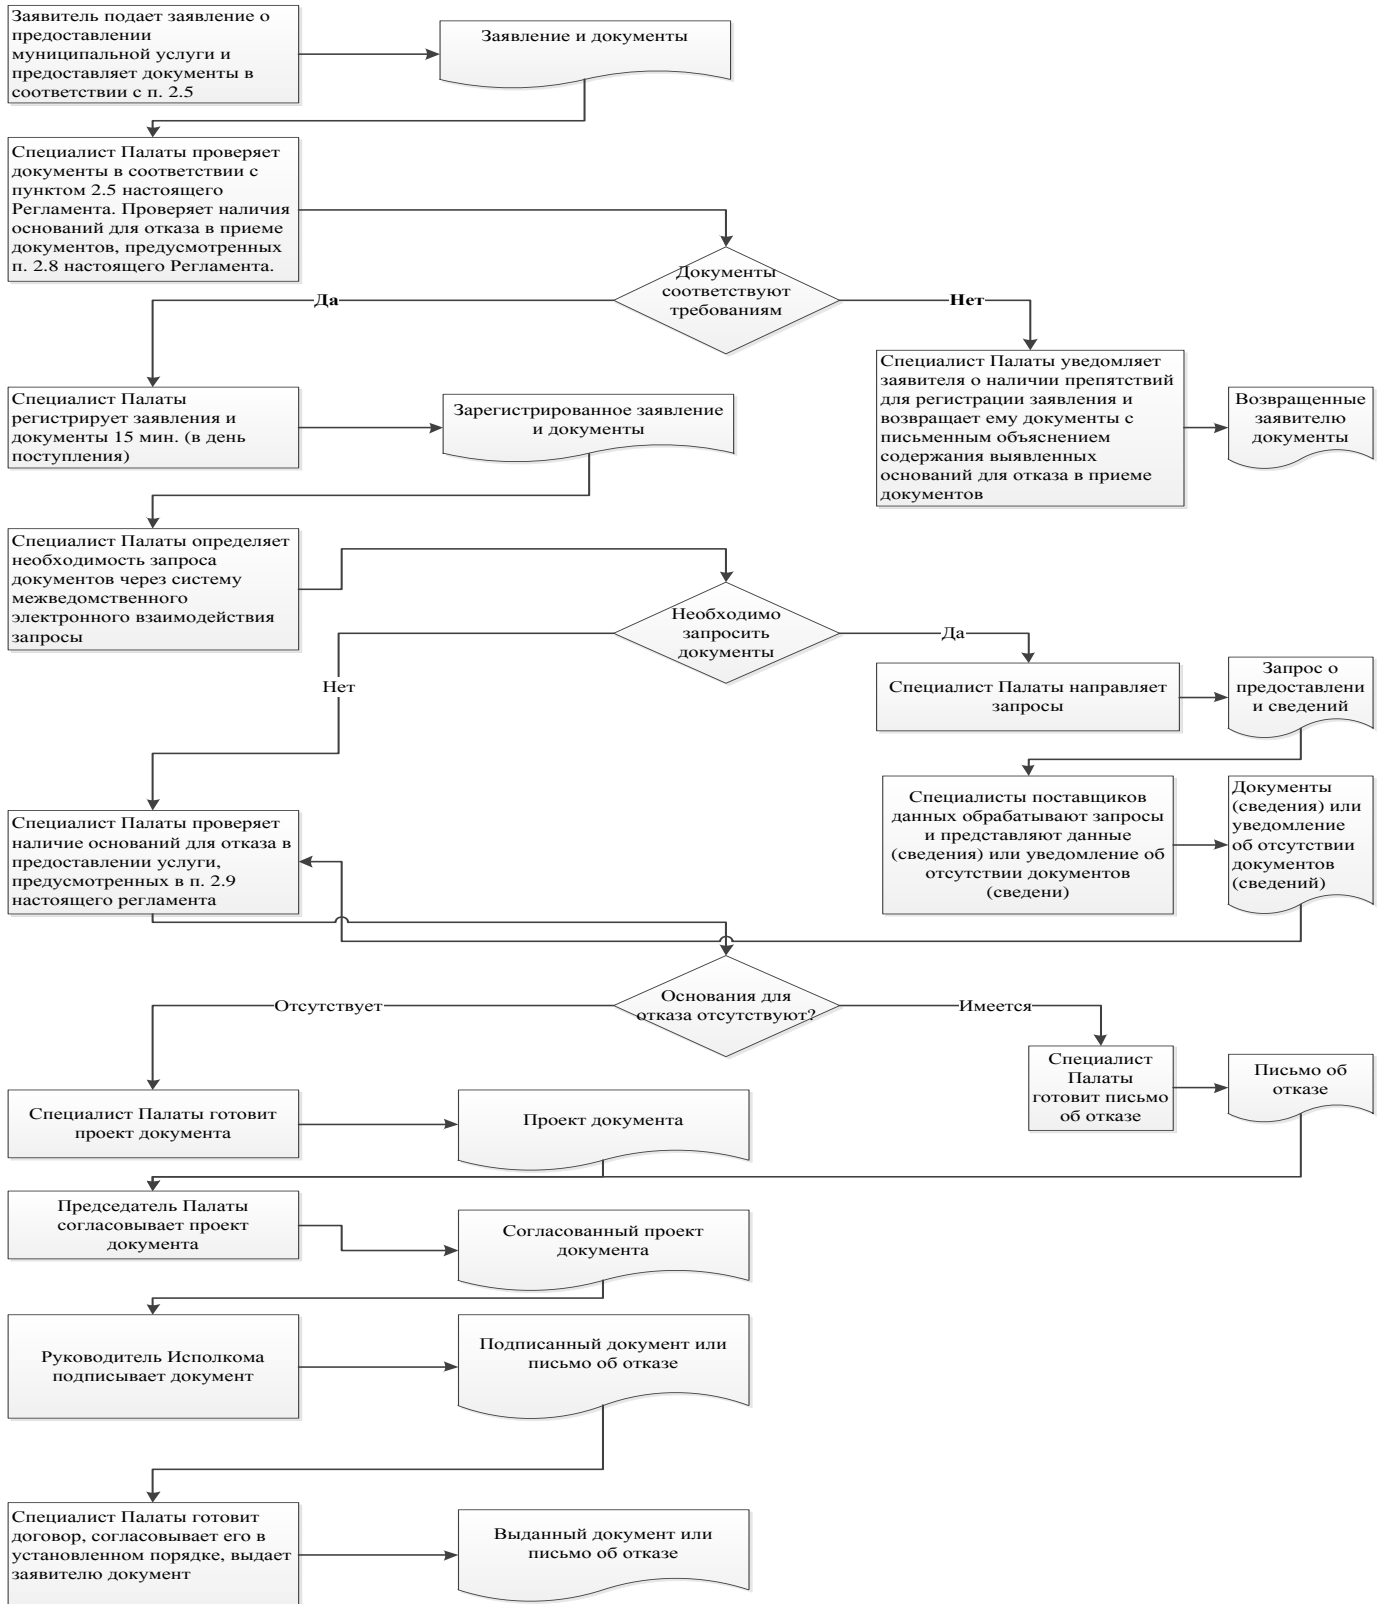 Заявитель подает заявление о
предоставлении
муниципальной услуги и
предоставляет документы в
соответствии с п. 2.5
Заявление и документы
Специалист Палаты проверяет
документы в соответствии с
пунктом 2.5 настоящего
Регламента. Проверяет наличия
оснований для отказа в приеме
документов, предусмотренных
п. 2.8 настоящего Регламента.
Документы
соответствуют
требованиям
Да
Нет
Специалист Палаты
регистрирует заявления и
документы 15 мин. (в день
поступления)
Зарегистрированное заявление
и документы
Специалист Палаты уведомляет
заявителя о наличии препятствий
для регистрации заявления и
возвращает ему документы с
письменным объяснением
содержания выявленных
оснований для отказа в приеме
документов
Возвращенные
заявителю
документы
Специалист Палаты определяет
необходимость запроса
документов через систему
межведомственного
электронного взаимодействия
запросы
Необходимо
запросить
документы
Да
Нет
Специалист Палаты направляет
запросы
Запрос о
предоставлени
и сведений
Специалисты поставщиков
данных обрабатывают запросы
и представляют данные
(сведения) или уведомление об
отсутствии документов
(сведени)
Документы
(сведения) или
уведомление
об отсутствии
документов
(сведений)
Специалист Палаты проверяет
наличие оснований для отказа в
предоставлении услуги,
предусмотренных в п. 2.9
настоящего регламента
Основания для
отказа отсутствуют?
Отсутствует
Имеется
Специалист
Палаты
готовит письмо
об отказе
Письмо об
отказе
Специалист Палаты готовит
проект документа
Проект документа
Председатель Палаты
согласовывает проект
документа
Согласованный проект
документа
Руководитель Исполкома
подписывает документ
Подписанный документ или
письмо об отказе
Специалист Палаты готовит
договор, согласовывает его в
установленном порядке, выдает
заявителю документ
Выданный документ или
письмо об отказе